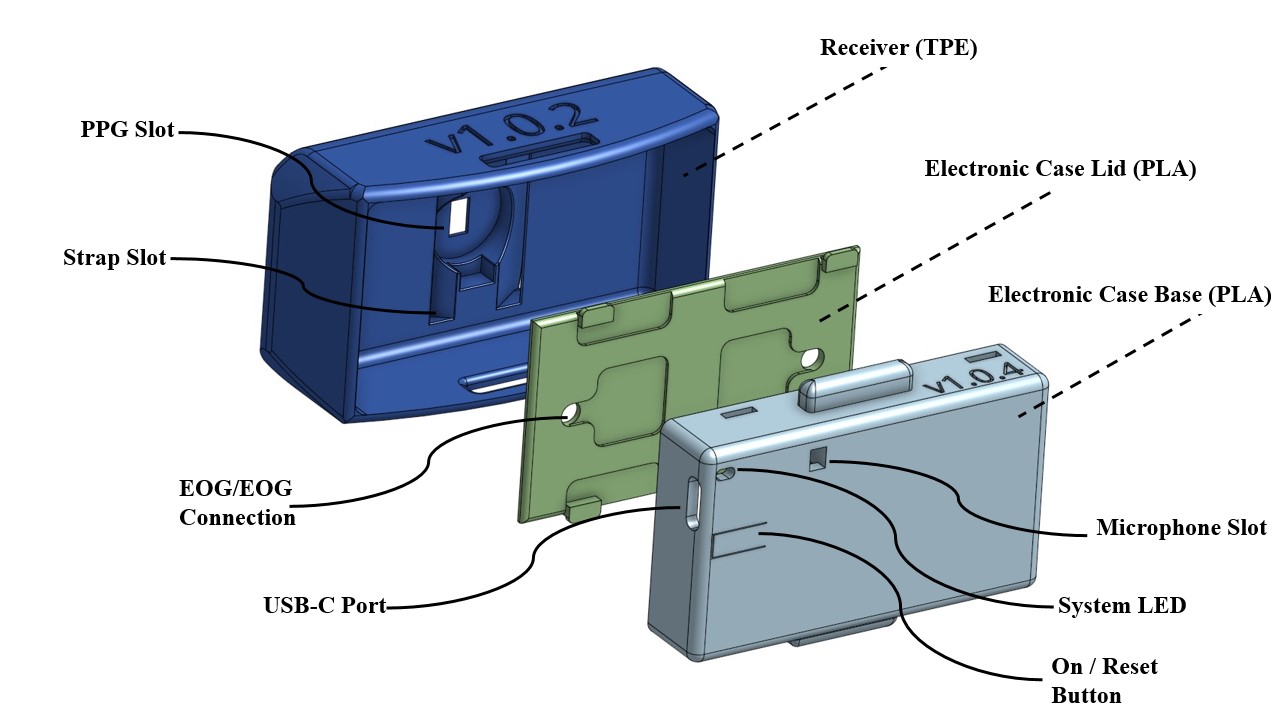 Receiver (TPE)
PPG Slot
v1.0.2
Electronic Case Lid (PLA)
Strap Slot
Electronic Case Base (PLA)
v1.0.4
EOG/EOG
Connection
Microphone Slot
USB-C Port
System LED
On / Reset
Button